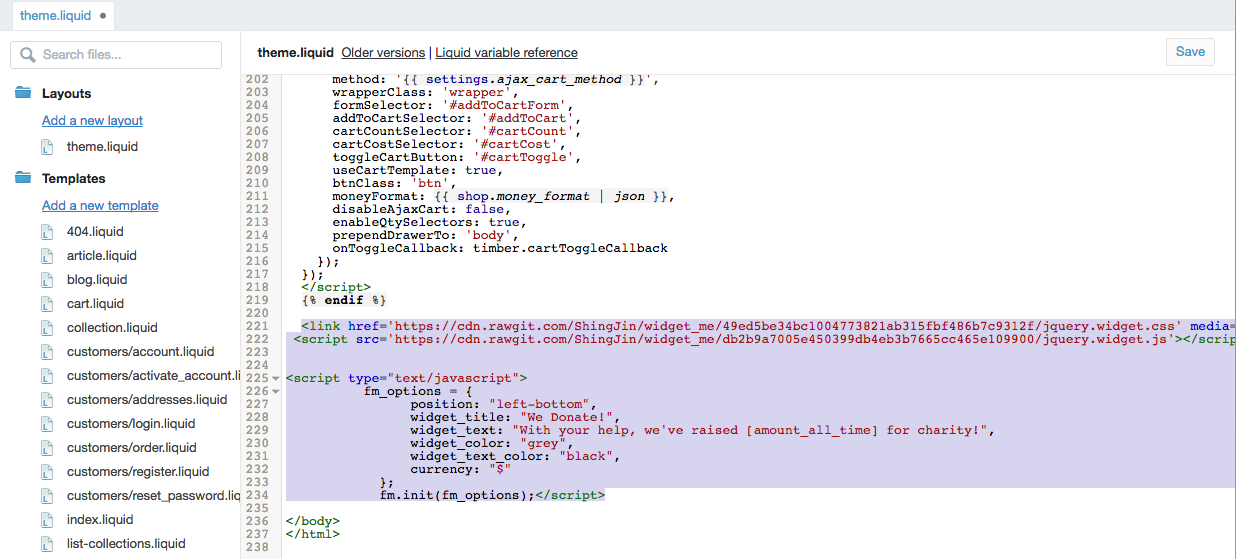 theme.liquid
Search files...
Layouts
Add a new layout
theme.liquid
Templates
Add a new template
404.liquid
article.liquid
blog.liquid
cart.liquid
collection.liquid
customers/account.liquid
customers/activate_account.li
customers/addresses.liquid
customers/login.liquid
customers/order.liquid
customers/register.liquid
customers/reset_password.liq
index.liquid
list-collections.liquid
theme.liquid Older versions | Liquid variable reference
Save
202 method: '{{ settings.ajax_cart_method }}',
203 wrapperClass: 'wrapper',
204 formSelector: '#addToCartForm',
205 addToCartSelector: '#addToCart',
206 cartCountSelector: '#cartCount',
207 cartCostSelector: '#cartCost',
208 toggleCartButton: '#cartToggle',
209 useCartTemplate: true,
210 btnClass: 'btn',
211 moneyFormat: {{ shop.money_format | json }},
212 disableAjaxCart: false,
213 enableQtySelectors: true,
214 prependDrawerTo: 'body',
215 onToggleCallback: timber.cartToggleCallback
216 });
217 });
218 </script>
219 {% endif %}
220
221 <link href='https://cdn.rawgit.com/ShingJin/widget_me/49ed5be34bc1004773821ab315fbf486b7c9312f/jquery.widget.css' media=
222 <script src='https://cdn.rawgit.com/ShingJin/widget_me/db2b9a7005e450399db4eb3b7665cc465e109900/jquery.widget.js'></scrip
223
224
225 <script type="text/javascript">
226 fm_options = {
227 position: "left-bottom",
228 widget_title: "We Donate!",
229 widget_text: "With your help, we've raised [amount_all_time] for charity!",
230 widget_color: "grey",
231 widget_text_color: "black",
232 currency: "$"
233 };
234 fm.init(fm_options);</script>
235
236 </body>
237 </html>
238